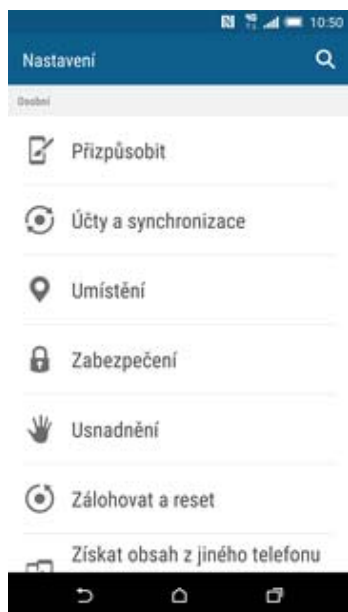 10:50
Nastavení
Osobní
Přizpůsobit
Účty a synchronizace
Umístění
Zabezpečení
Usnadnění
Zálohovat a reset
Získat obsah z jiného telefonu